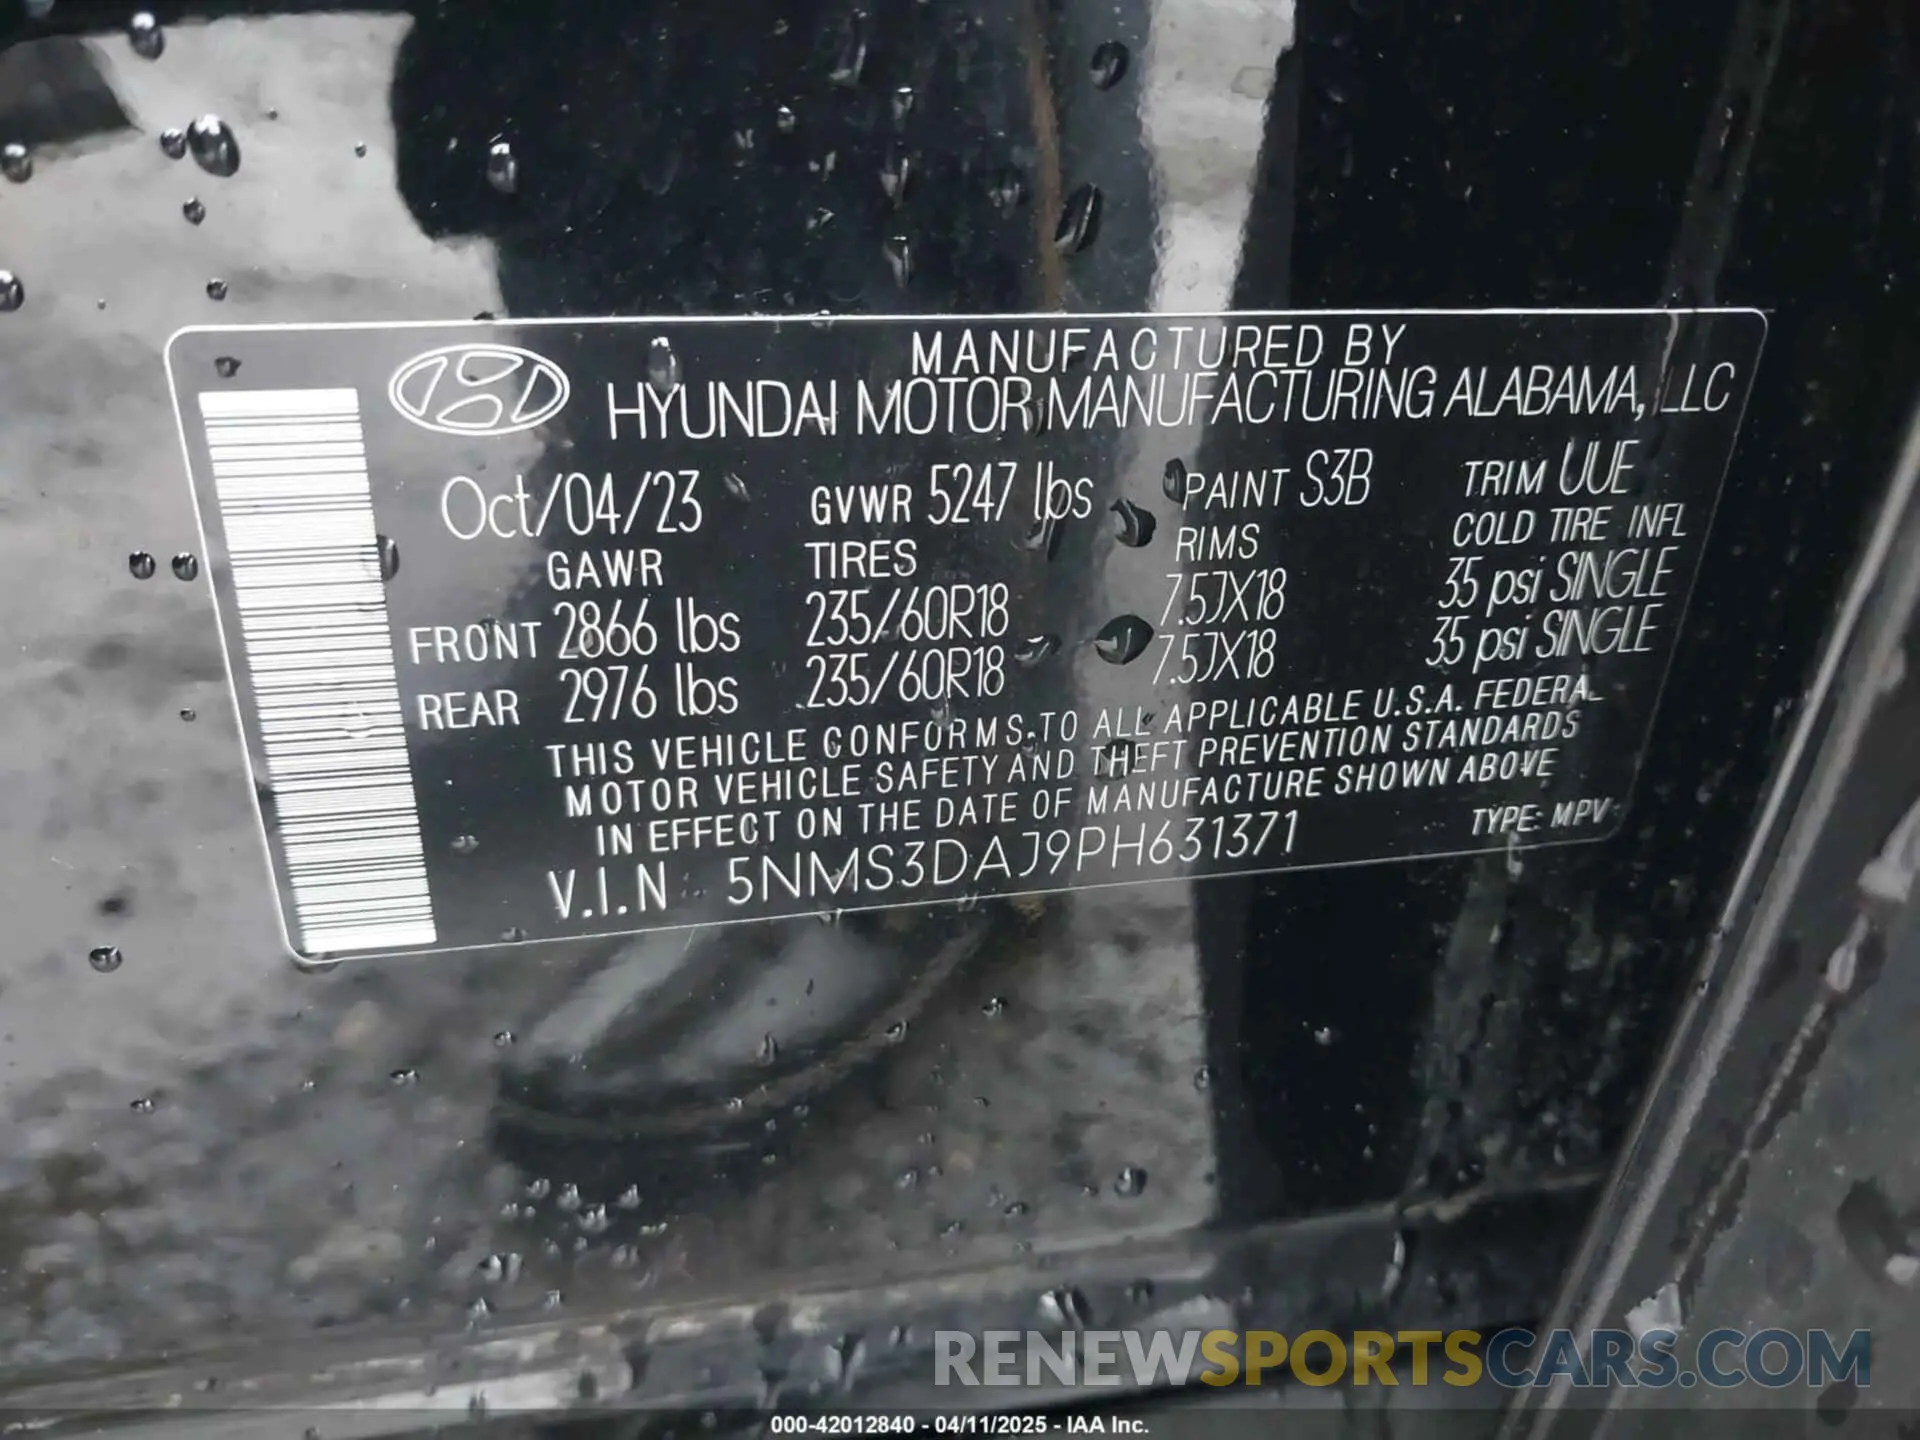 MANUFACTURED BY
HYUNDAI MOTOR MANUFACTURING ALABAMA, LLC
Oct/04/23 GVWR 5247 lbs PAINT S3B TRIM UUE
GAWR TIRES RIMS COLD TIRE INFL
FRONT 2866 lbs 235/60R18 7.5JX18 35 psi SINGLE
REAR 2976 lbs 235/60R18 7.5JX18 35 psi SINGLE
THIS VEHICLE CONFORMS TO ALL APPLICABLE U.S.A. FEDERAL
MOTOR VEHICLE SAFETY AND THEFT PREVENTION STANDARDS
IN EFFECT ON THE DATE OF MANUFACTURE SHOWN ABOVE
V.I.N 5NMS3DAJ9PH631371 TYPE: MPV
RENEWSPORTSCARS.COM
000-42012840 - 04/11/2025 - IAA Inc.